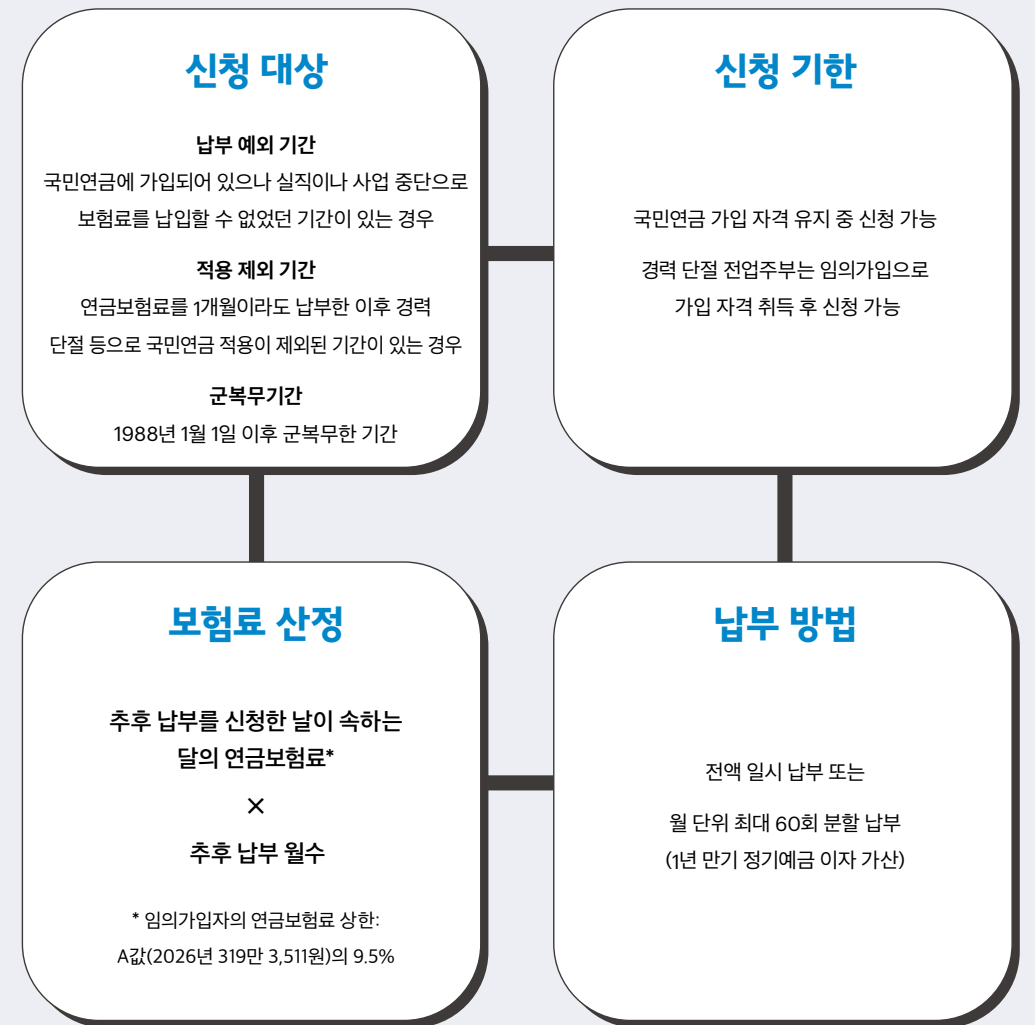 신청 대상
납부 예외 기간
국민연금에 가입되어 있으나 실직이나 사업 중단으로
보험료를 납입할 수 없었던 기간이 있는 경우
적용 제외 기간
연금보험료를 1개월이라도 납부한 이후 경력
단절 등으로 국민연금 적용이 제외된 기간이 있는 경우
군복무기간
1988년 1월 1일 이후 군복무한 기간
신청 기한
국민연금 가입 자격 유지 중 신청 가능
경력 단절 전업주부는 임의가입으로
가입 자격 취득 후 신청 가능
보험료 산정
추후 납부를 신청한 날이 속하는
달의 연금보험료*
×
추후 납부 월수
* 임의가입자의 연금보험료 상한:
A값(2026년 319만 3,511원)의 9.5%
납부 방법
전액 일시 납부 또는
월 단위 최대 60회 분할 납부
(1년 만기 정기예금 이자 가산)